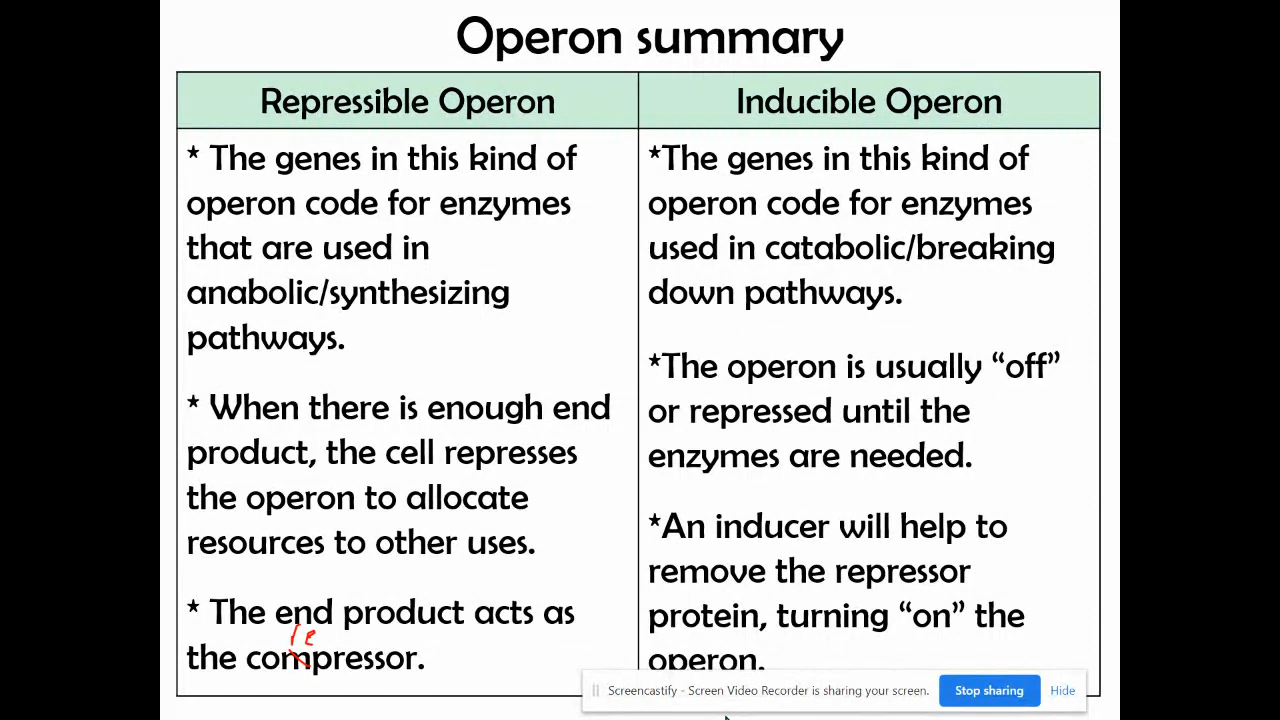 Operon summary
Repressible Operon
* The genes in this kind of
operon code for enzymes
that are used in
anabolic/synthesizing
pathways.
* When there is enough end
product, the cell represses
the operon to allocate
resources to other uses.
* The end product acts as
re
the compressor.
Inducible Operon
*The genes in this kind of
operon code for enzymes
used in catabolic/breaking
down pathways.
*The operon is usually “off”
or repressed until the
enzymes are needed.
*An inducer will help to
remove the repressor
protein, turning “on” the
operon.
Screencastify - Screen Video Recorder is sharing your screen.
Stop sharing
Hide